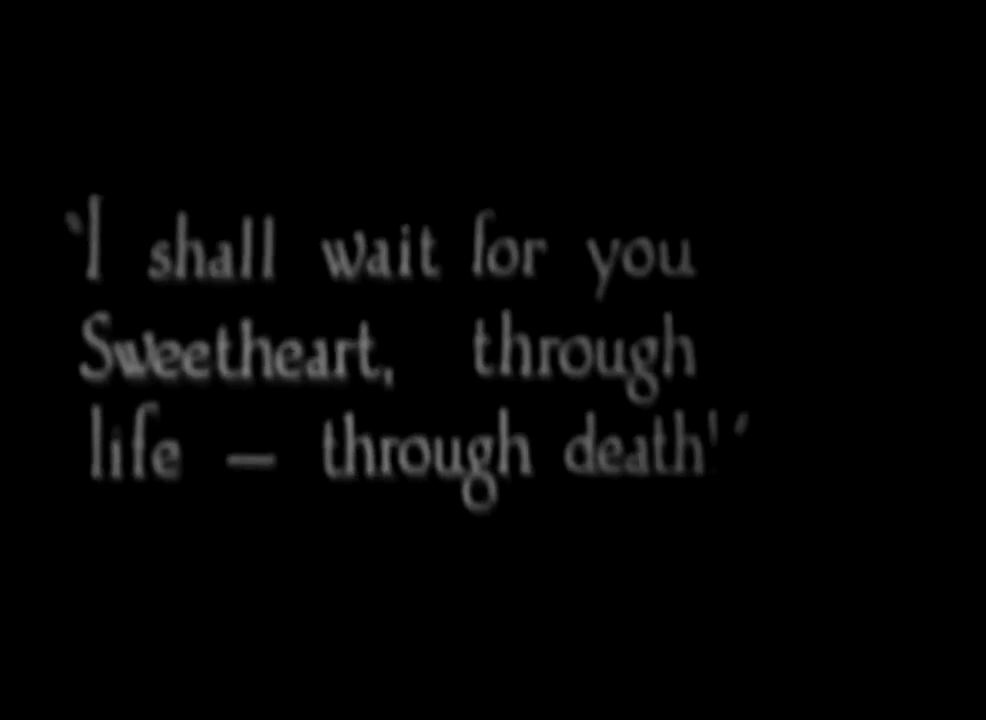 'I shall wait for you
Sweetheart, through
life — through death!'